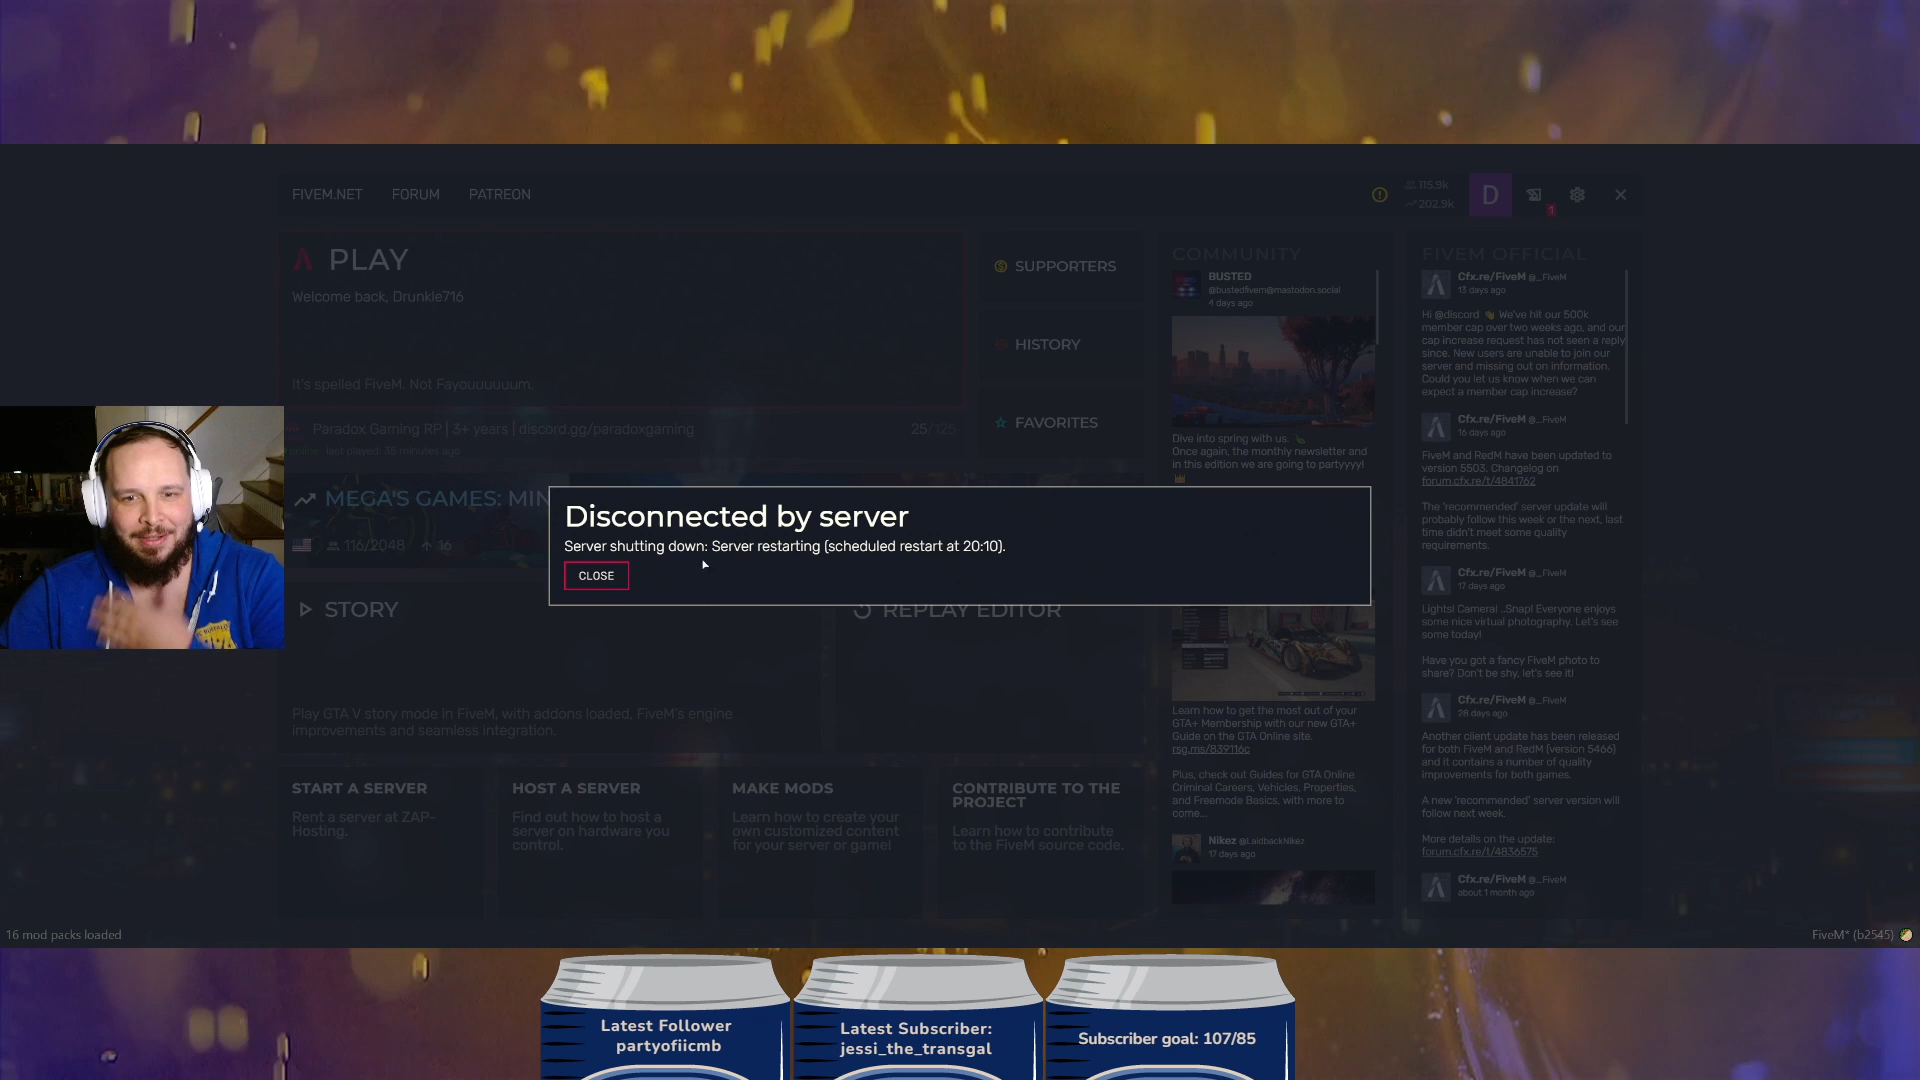 FIVEM.NET
FORUM
PATREON
115.9k
202.9k
D
1
PLAY
Welcome back, Drunkle716
It's spelled FiveM. Not Fayouuuuuum.
Paradox Gaming RP | 3+ years | discord.gg/paradoxgaming
25/125
online last played: 35 minutes ago
SUPPORTERS
HISTORY
FAVORITES
MEGA'S GAMES: MIN
116/2048
16
Disconnected by server
Server shutting down: Server restarting (scheduled restart at 20:10).
CLOSE
STORY
Play GTA V story mode in FiveM, with addons loaded, FiveM's engine
improvements and seamless integration.
REPLAY EDITOR
START A SERVER
Rent a server at ZAP-
Hosting.
HOST A SERVER
Find out how to host a
server on hardware you
control.
MAKE MODS
Learn how to create your
own customized content
for your server or game!
CONTRIBUTE TO THE
PROJECT
Learn how to contribute
to the FiveM source code.
COMMUNITY
BUSTED
@bustedfivem@mastodon.social
4 days ago
Dive into spring with us.
Once again, the monthly newsletter and
in this edition we are going to partyyyy!
Learn how to get the most out of your
GTA+ Membership with our new GTA+
Guide on the GTA Online site.
rsg.ms/839116c
Plus, check out Guides for GTA Online
Criminal Careers, Vehicles, Properties,
and Freemode Basics, with more to
come...
Nikez @LaidbackNikez
17 days ago
FIVEM OFFICIAL
Cfx.re/FiveM @_FiveM
13 days ago
Hi @discord 👋 We've hit our 500k
member cap over two weeks ago, and our
cap increase request has not seen a reply
since. New users are unable to join our
server and missing out on information.
Could you let us know when we can
expect a member cap increase?
Cfx.re/FiveM @_FiveM
16 days ago
FiveM and RedM have been updated to
version 5503. Changelog on
forum.cfx.re/t/4841762
The 'recommended' server update will
probably follow this week or the next, last
time didn't meet some quality
requirements.
Cfx.re/FiveM @_FiveM
17 days ago
Lights! Camera! ..Snap! Everyone enjoys
some nice virtual photography. Let's see
some today!
Have you got a fancy FiveM photo to
share? Don't be shy, let's see it!
Cfx.re/FiveM @_FiveM
28 days ago
Another client update has been released
for both FiveM and RedM (version 5466)
and it contains a number of quality
improvements for both games.
A new 'recommended' server version will
follow next week.
More details on the update:
forum.cfx.re/t/4836575
Cfx.re/FiveM @_FiveM
about 1 month ago
16 mod packs loaded
FiveM* (b2545)
Latest Follower
partyofiicmb
Latest Subscriber:
jessi_the_transgal
Subscriber goal: 107/85